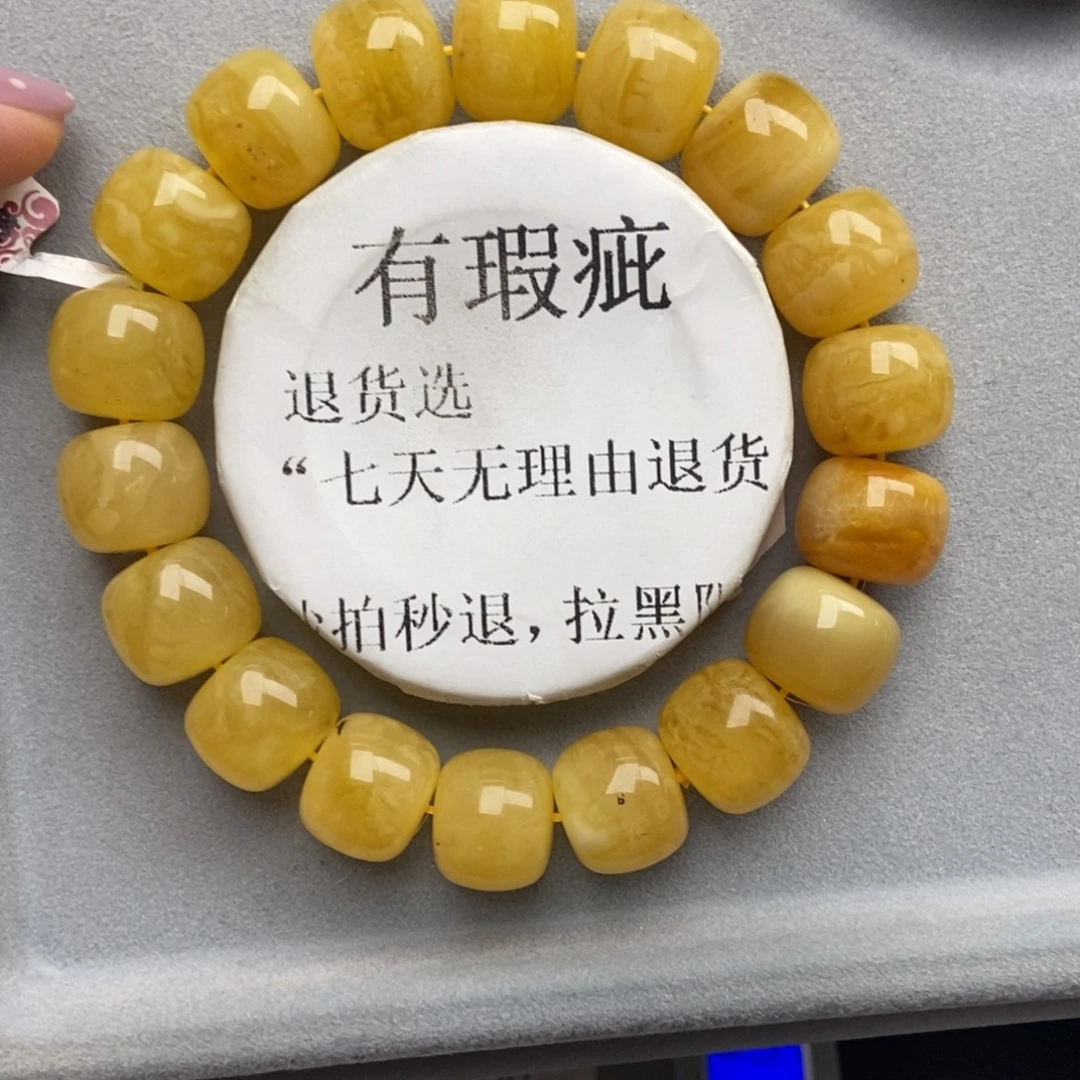 有瑕疵
退货选
“七天无理由退货
拍秒退，拉黑